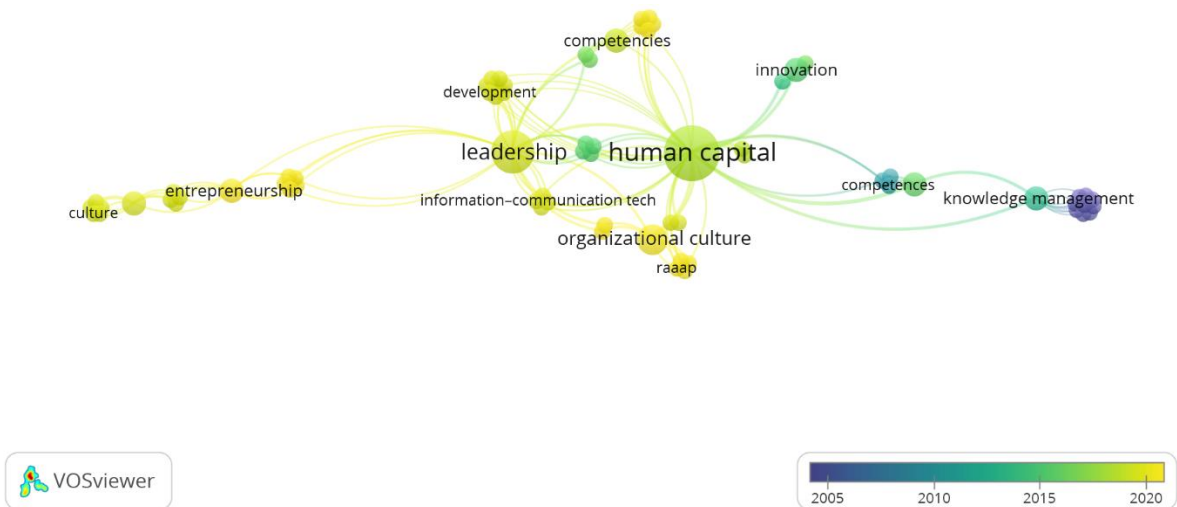 competencies
innovation
development
leadership
human capital
competences
entrepreneurship
information–communication tech
knowledge management
culture
organizational culture
raaap
VOSviewer
2005
2010
2015
2020